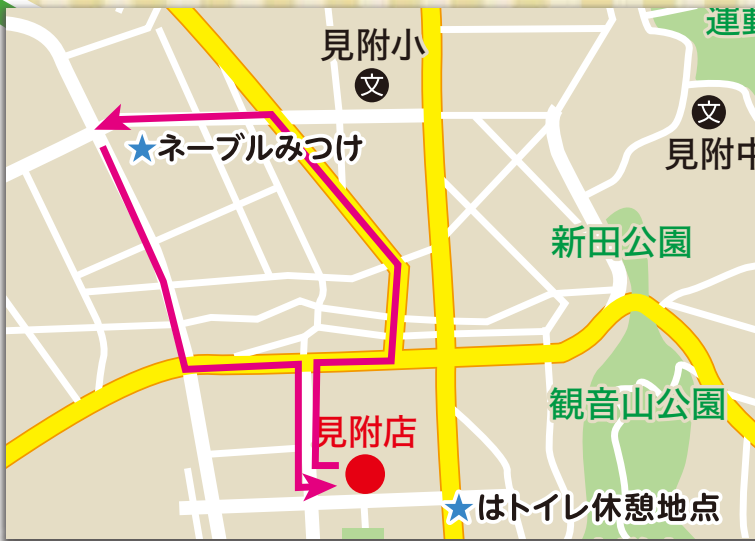 運動
見附小
文
文
見附中
★ネーブルみつけ
新田公園
観音山公園
見附店
★はトイレ休憩地点